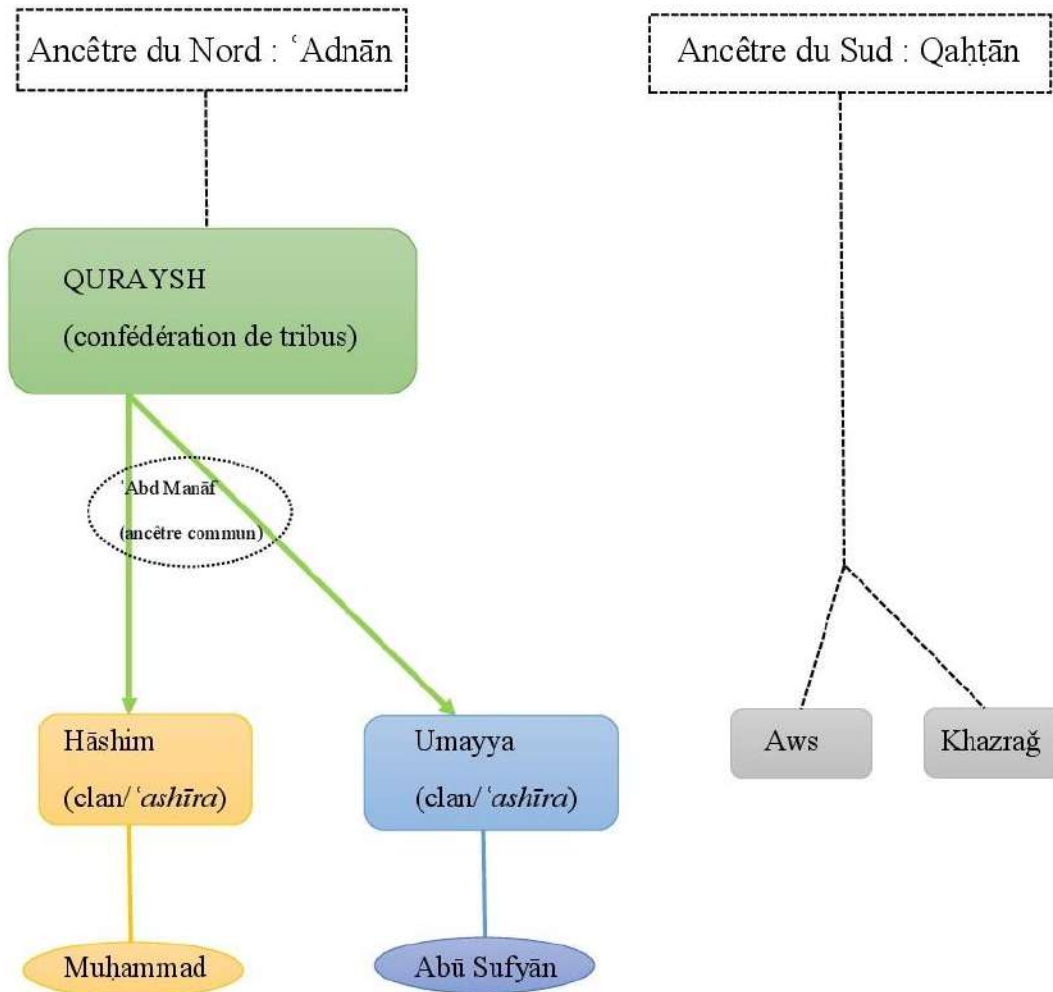 Ancêtre du Nord : ʿAdnān
Ancêtre du Sud : Qaḥṭān
QURAYSH
(confédération de tribus)
ʿAbd Manāf
(ancêtre commun)
Hāshim
(clan/ ʿashīra)
Umayya
(clan/ ʿashīra)
Aws
Khazraǧ
Muḥammad
Abū Sufyān